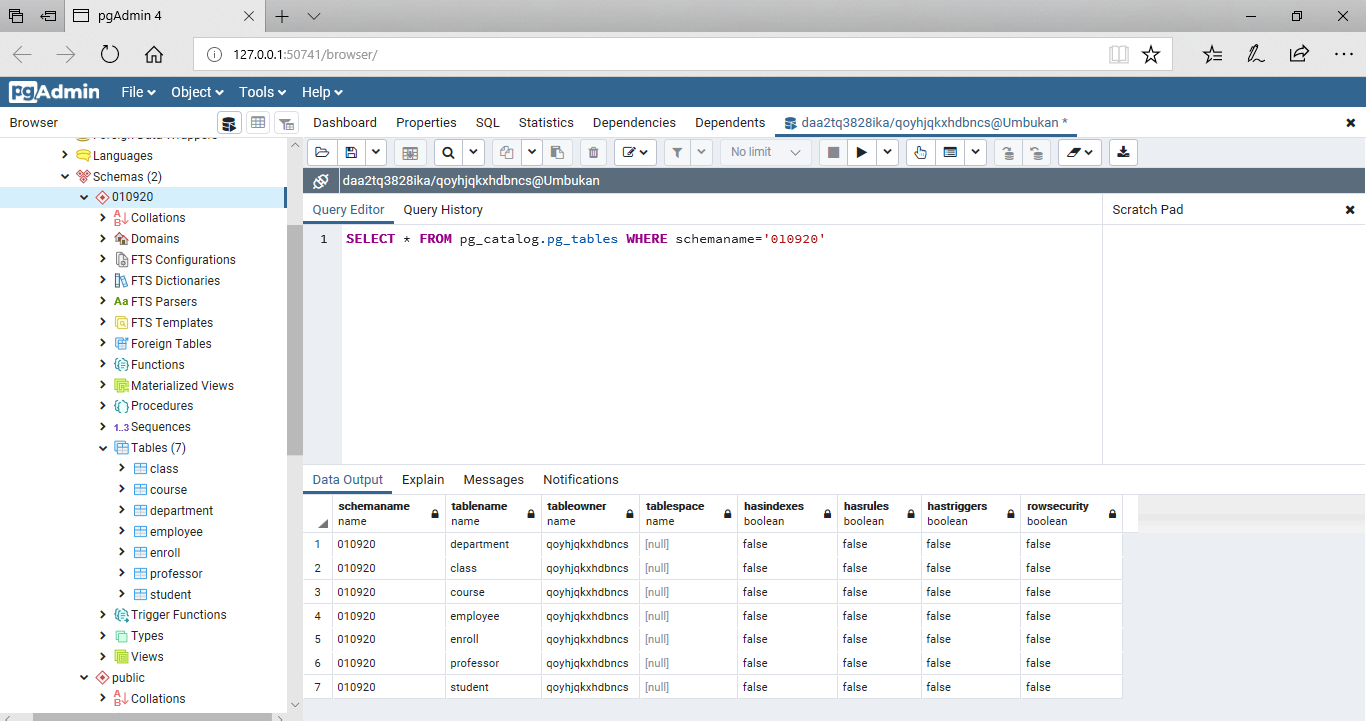 pgAdmin 4
127.0.0.1:50741/browser/
pgAdmin File Object Tools Help
Browser
Dashboard Properties SQL Statistics Dependencies Dependents daa2tq3828ika/qoyhjqkxhdbncs@Umbukan *
Foreign Data Wrappers
Languages
Schemas (2)
010920
Collations
Domains
FTS Configurations
FTS Dictionaries
Aa FTS Parsers
FTS Templates
Foreign Tables
Functions
Materialized Views
Procedures
1..3 Sequences
Tables (7)
class
course
department
employee
enroll
professor
student
Trigger Functions
Types
Views
public
Collations
No limit
daa2tq3828ika/qoyhjqkxhdbncs@Umbukan
Query Editor Query History
Scratch Pad
1 SELECT * FROM pg_catalog.pg_tables WHERE schemaname='010920'
Data Output Explain Messages Notifications
schemaname tablename tableowner tablespace hasindexes hasrules hastriggers rowsecurity
name name name name boolean boolean boolean boolean
1 010920 department qoyhjqkxhdbncs [null] false false false false
2 010920 class qoyhjqkxhdbncs [null] false false false false
3 010920 course qoyhjqkxhdbncs [null] false false false false
4 010920 employee qoyhjqkxhdbncs [null] false false false false
5 010920 enroll qoyhjqkxhdbncs [null] false false false false
6 010920 professor qoyhjqkxhdbncs [null] false false false false
7 010920 student qoyhjqkxhdbncs [null] false false false false